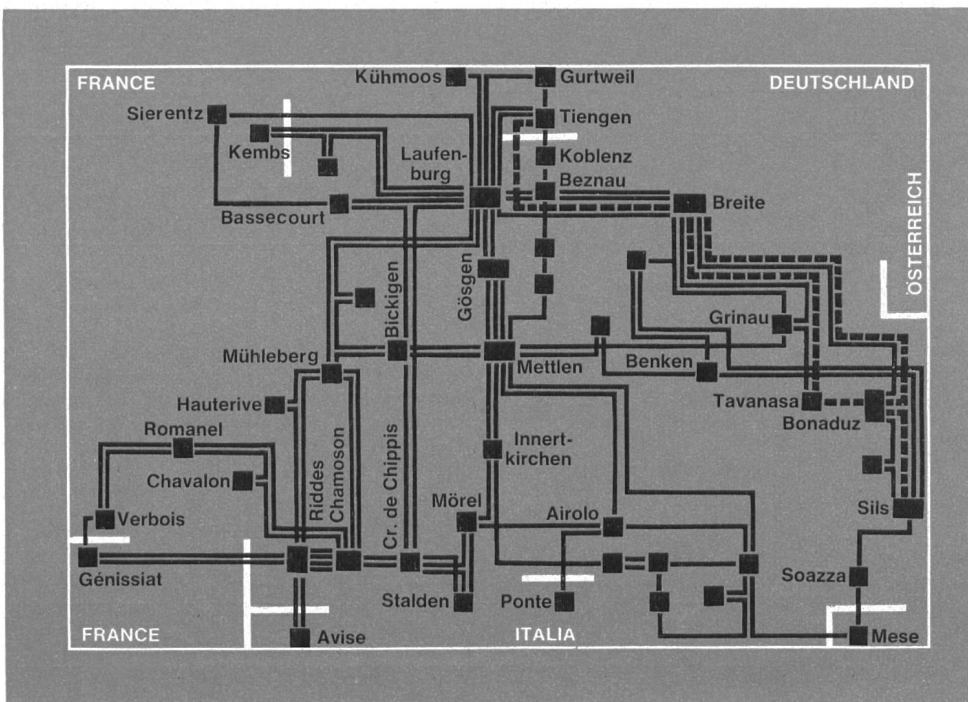 FRANCE
Kühmoos
Gurtweil
DEUTSCHLAND
Sierentz
Tiengen
Kembs
Laufen-
burg
Koblenz
Beznau
Bassecourt
Breite
ÖSTERREICH
Gösgen
Bickigen
Grinau
Mühleberg
Mettlen
Benken
Hauterive
Tavanasa
Bonaduz
Romanel
Chavalon
Riddes
Chamoson
Cr. de Chippis
Innert-
kirchen
Mörel
Airolo
Sils
Verbois
Génissiat
Stalden
Ponte
Soazza
FRANCE
Avise
ITALIA
Mese